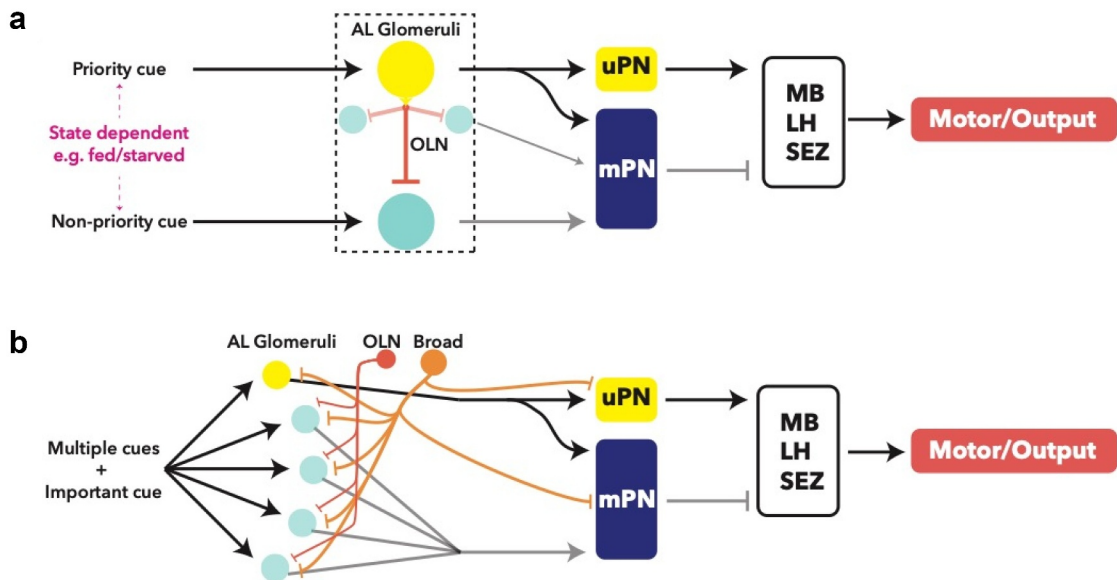 a
AL Glomeruli
Priority cue
uPN
MB
LH
SEZ
Motor/Output
State dependent
e.g. fed/starved
OLN
mPN
Non-priority cue
b
AL Glomeruli
OLN
Broad
uPN
MB
LH
SEZ
Motor/Output
Multiple cues
+
Important cue
mPN